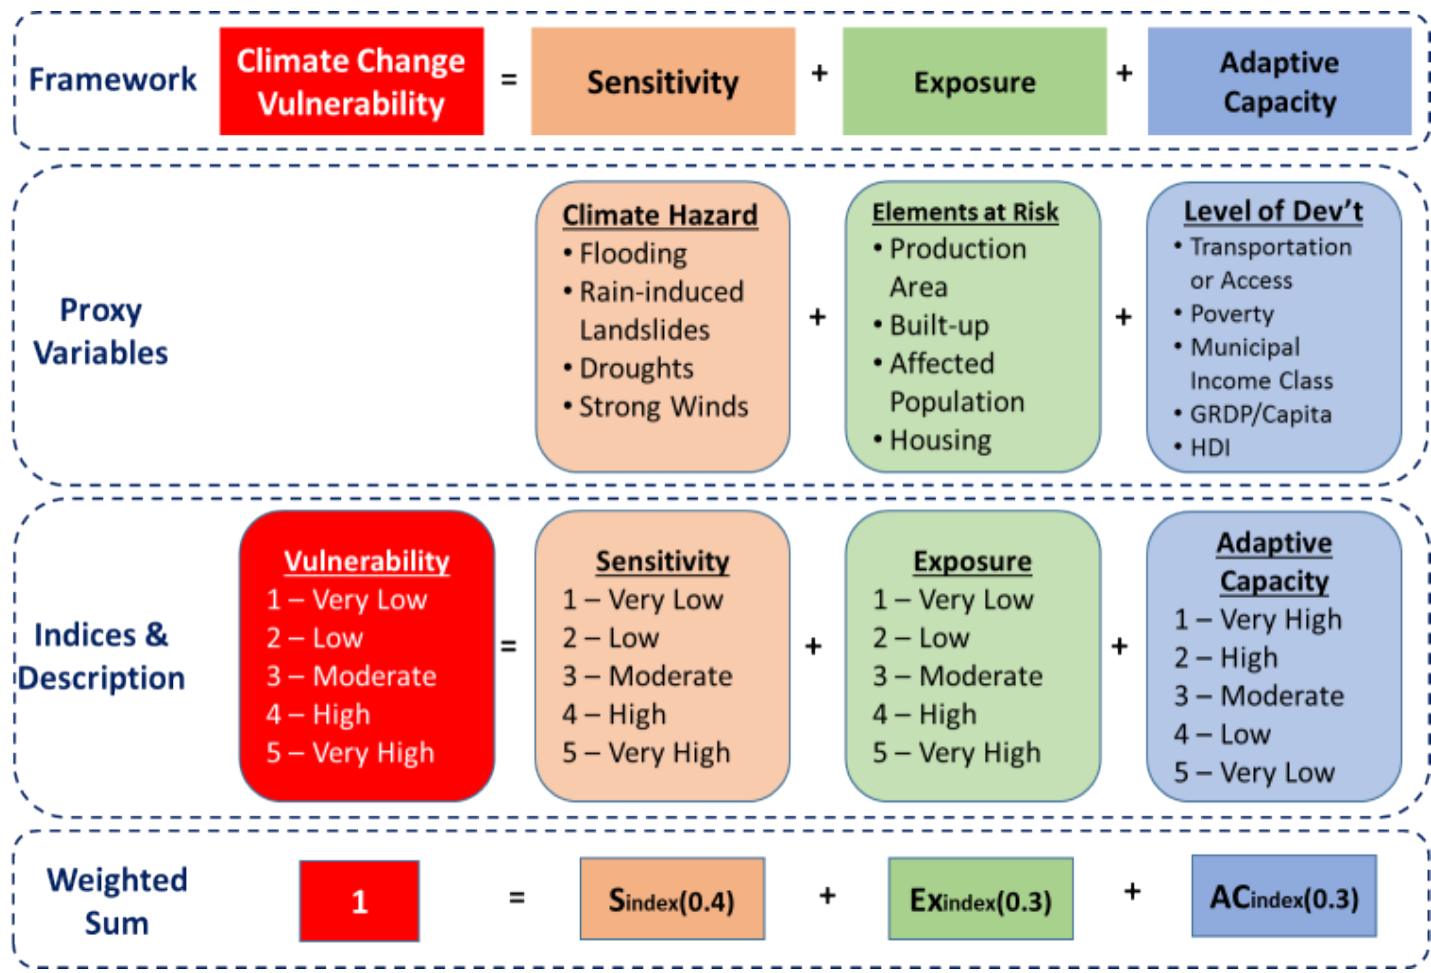 Framework
Climate Change
Vulnerability
=
Sensitivity
+
Exposure
+
Adaptive
Capacity
Proxy
Variables
Climate Hazard
• Flooding
• Rain-induced
Landslides
• Droughts
• Strong Winds
+
Elements at Risk
• Production
Area
• Built-up
• Affected
Population
• Housing
+
Level of Dev't
• Transportation
or Access
• Poverty
• Municipal
Income Class
• GRDP/Capita
• HDI
Indices &
Description
Vulnerability
1 – Very Low
2 – Low
3 – Moderate
4 – High
5 – Very High
=
Sensitivity
1 – Very Low
2 – Low
3 – Moderate
4 – High
5 – Very High
+
Exposure
1 – Very Low
2 – Low
3 – Moderate
4 – High
5 – Very High
+
Adaptive
Capacity
1 – Very High
2 – High
3 – Moderate
4 – Low
5 – Very Low
Weighted
Sum
1
=
Sindex(0.4)
+
Exindex(0.3)
+
ACindex(0.3)